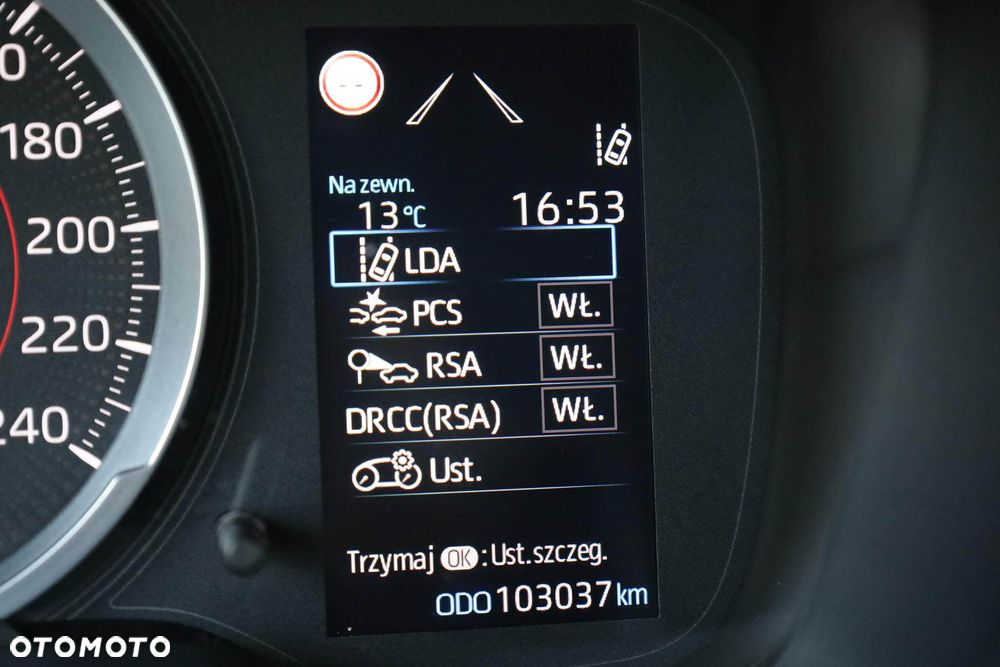 180
200
220
240
Na zewn.
13°C 16:53
LDA
PCS WŁ.
RSA WŁ.
DRCC(RSA) WŁ.
Ust.
Trzymaj OK : Ust. szczeg.
ODO 103037 km
OTOMOTO